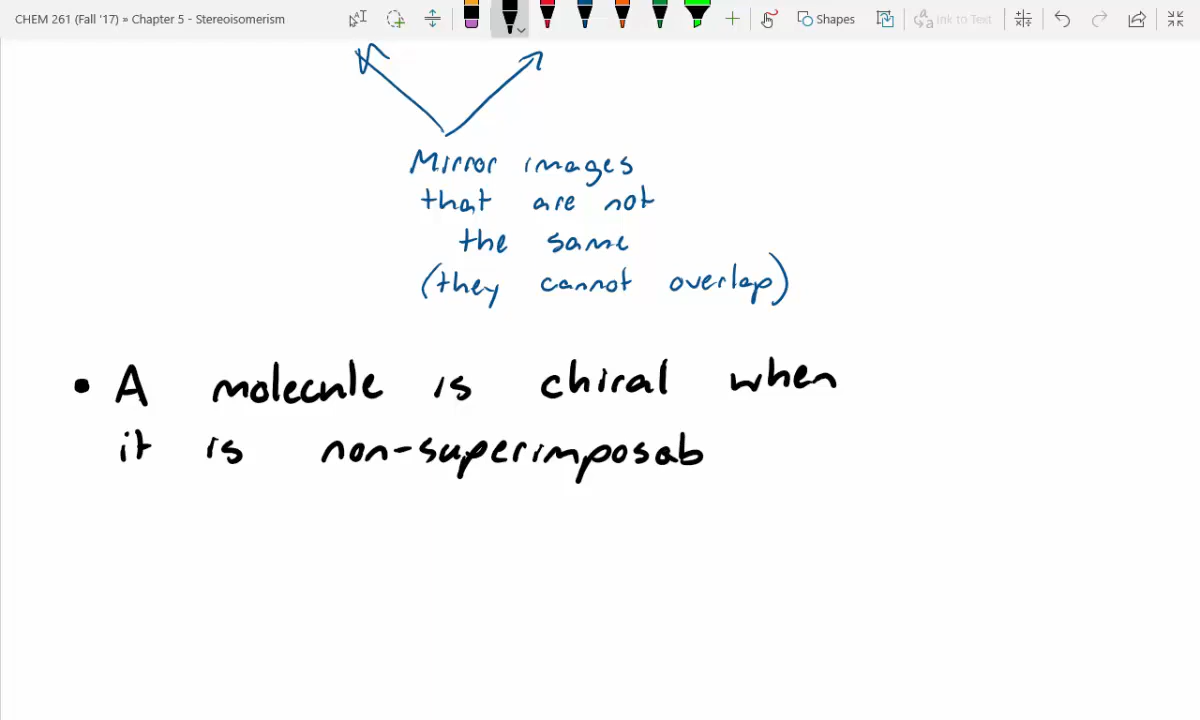 CHEM 261 (Fall '17) » Chapter 5 - Stereoisomerism
Shapes
Ink to Text
Mirror images
that are not
the same
(they cannot overlap)
• A molecule is chiral when
it is non-superimposab